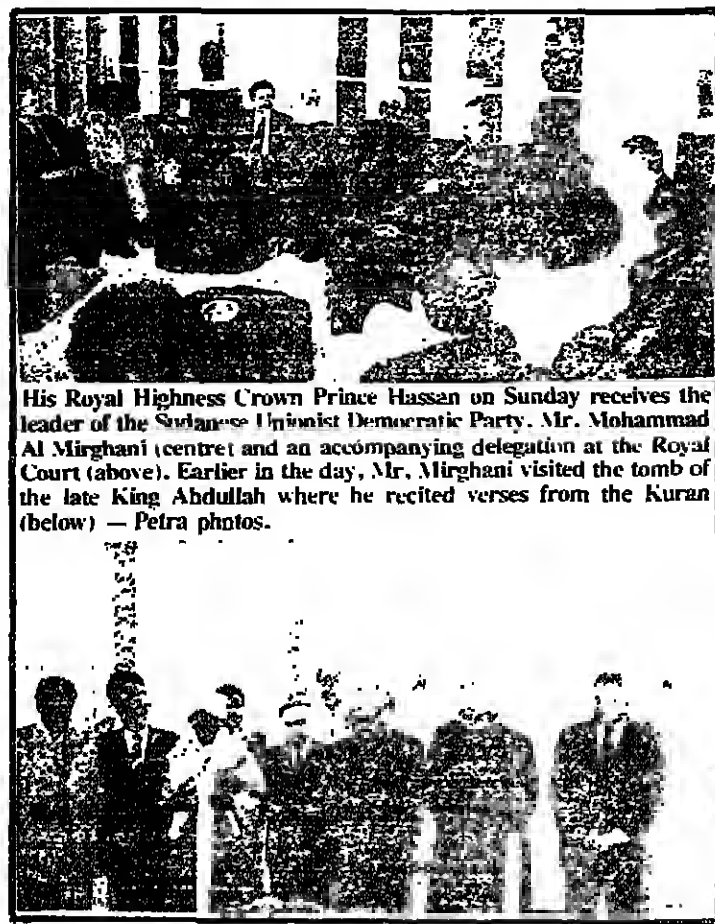 His Royal Highness Crown Prince Hassan on Sunday receives the
leader of the Sudanese Unionist Democratic Party, Mr. Mohammad
Al Mirghani (centre) and an accompanying delegation at the Royal
Court (above). Earlier in the day, Mr. Mirghani visited the tomb of
the late King Abdullah where he recited verses from the Kuran
(below) — Petra photos.